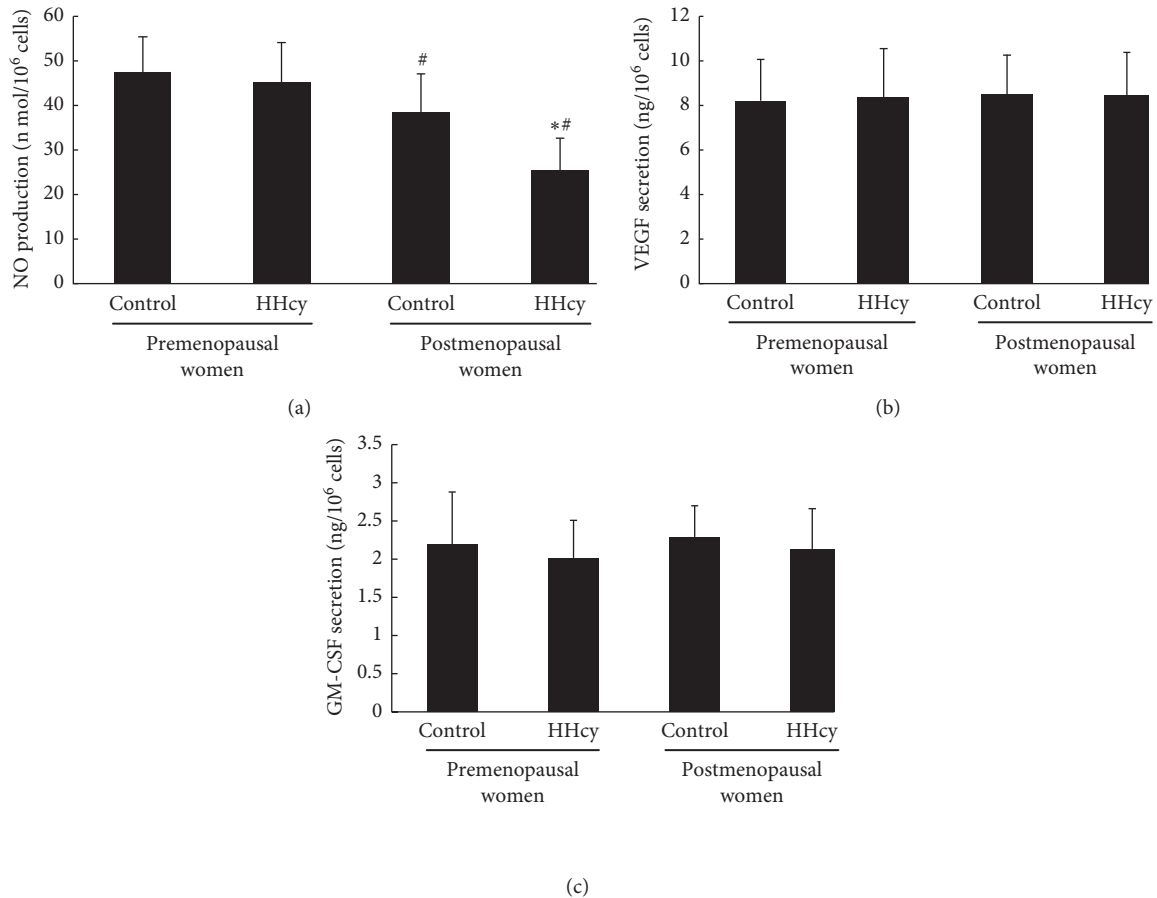 NO production (n mol/10⁶ cells)
60
50
40
30
20
10
0
#
*#
Control HHcy Control HHcy
Premenopausal women
Postmenopausal women
(a)
VEGF secretion (ng/10⁶ cells)
12
10
8
6
4
2
0
Control HHcy Control HHcy
Premenopausal women
Postmenopausal women
(b)
GM-CSF secretion (ng/10⁶ cells)
3.5
3
2.5
2
1.5
1
0.5
0
Control HHcy Control HHcy
Premenopausal women
Postmenopausal women
(c)